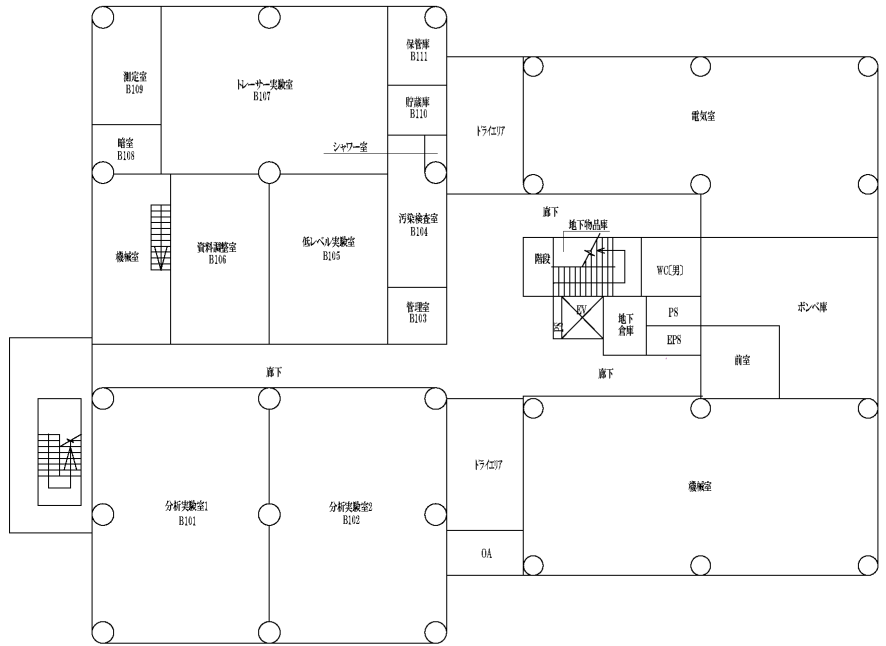 保管庫
B111
測定室
B109
トレーサー実験室
B107
貯蔵庫
B110
ドライエリア
電気室
暗室
B108
シャワー室
汚染検査室
B104
廊下
地下物品庫
機械室
資料調整室
B106
低レベル実験室
B105
階段
WC[男]
管理室
B103
ボンベ庫
EV
PS
地下
倉庫
PS
EPS
前室
廊下
廊下
ドライエリア
分析実験室1
B101
分析実験室2
B102
機械室
OA